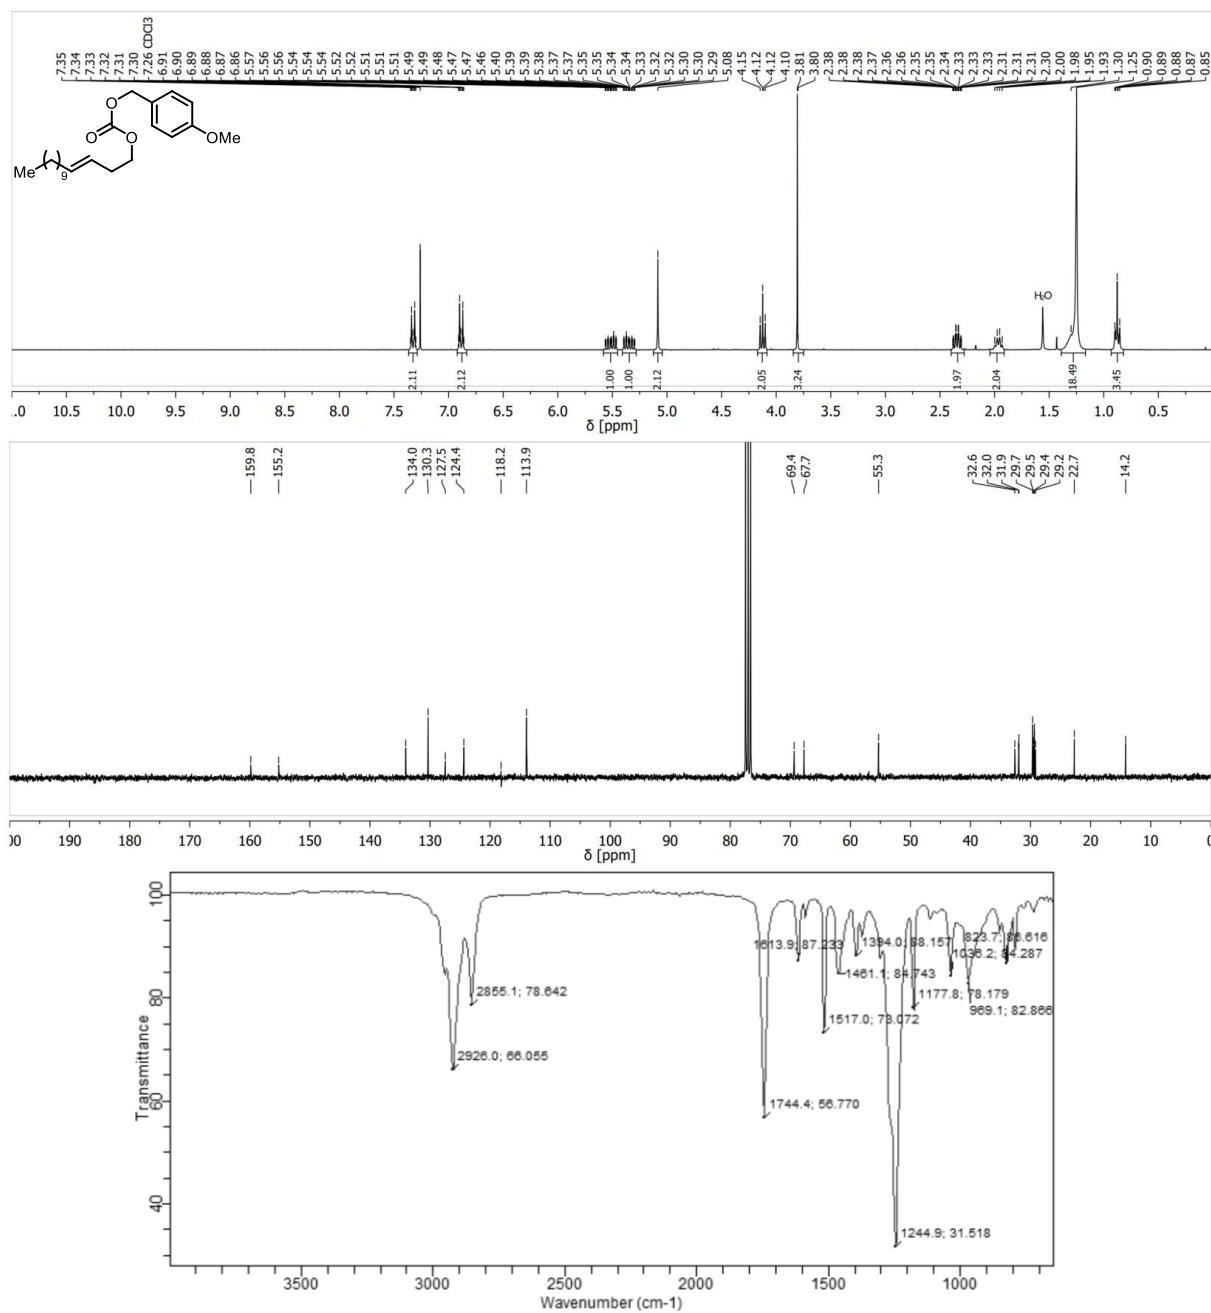 7.35 7.34 7.33 7.32 7.31 7.30 7.26 CDCl3 6.91 6.90 6.89 6.88 6.87 6.86 5.57 5.56 5.56 5.54 5.54 5.54 5.52 5.52 5.51 5.51 5.51 5.49 5.49 5.48 5.47 5.47 5.46 5.40 5.39 5.39 5.38 5.37 5.37 5.35 5.35 5.34 5.34 5.33 5.32 5.32 5.30 5.30 5.29 5.08 4.15 4.12 4.12 4.10 3.81 3.80 2.38 2.38 2.38 2.37 2.36 2.36 2.35 2.35 2.34 2.33 2.33 2.33 2.31 2.31 2.31 2.30 2.00 1.98 1.95 1.93 1.30 1.25 0.90 0.89 0.88 0.87 0.85
O
O
O
OMe
Me
9
H₂O
2.11 2.12 1.00 1.00 2.12 2.05 3.24 1.97 2.04 18.49 3.45
.0 10.5 10.0 9.5 9.0 8.5 8.0 7.5 7.0 6.5 6.0 5.5 5.0 4.5 4.0 3.5 3.0 2.5 2.0 1.5 1.0 0.5
δ [ppm]
159.8 155.2 134.0 130.3 127.5 124.4 118.2 113.9 69.4 67.7 55.3 32.6 32.0 31.9 29.7 29.5 29.4 29.2 22.7 14.2
00 190 180 170 160 150 140 130 120 110 100 90 80 70 60 50 40 30 20 10 0
δ [ppm]
100
80
60
40
Transmittance
1613.9; 87.233
1394.0; 88.157
823.7; 86.616
1036.2; 84.287
1461.1; 84.743
2855.1; 78.642
1177.8; 78.179
969.1; 82.866
1517.0; 73.072
2926.0; 66.055
1744.4; 56.770
1244.9; 31.518
3500 3000 2500 2000 1500 1000
Wavenumber (cm-1)